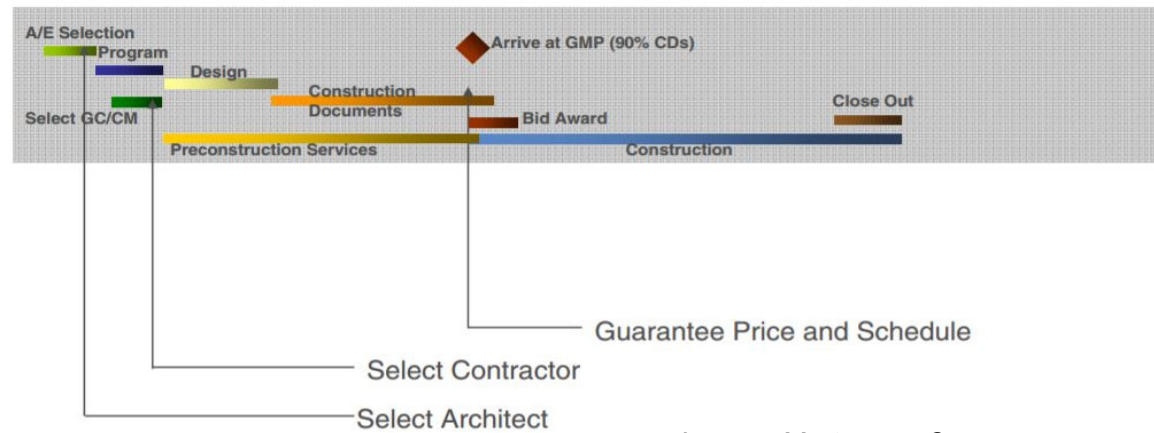 A/E Selection
Program
Arrive at GMP (90% CDs)
Design
Construction
Documents
Select GC/CM
Bid Award
Close Out
Preconstruction Services
Construction
Guarantee Price and Schedule
Select Contractor
Select Architect